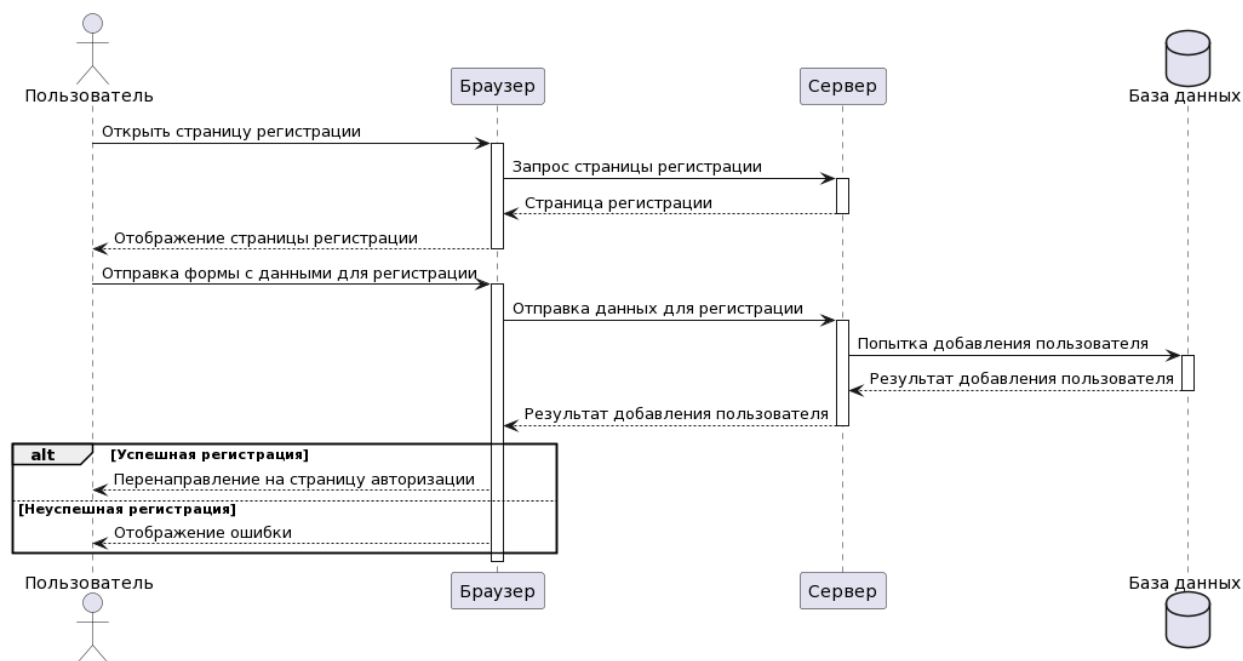 Пользователь
Браузер
Сервер
База данных
Открыть страницу регистрации
Запрос страницы регистрации
Страница регистрации
Отображение страницы регистрации
Отправка формы с данными для регистрации
Отправка данных для регистрации
Попытка добавления пользователя
Результат добавления пользователя
Результат добавления пользователя
alt [Успешная регистрация]
Перенаправление на страницу авторизации
[Неуспешная регистрация]
Отображение ошибки
Пользователь
Браузер
Сервер
База данных